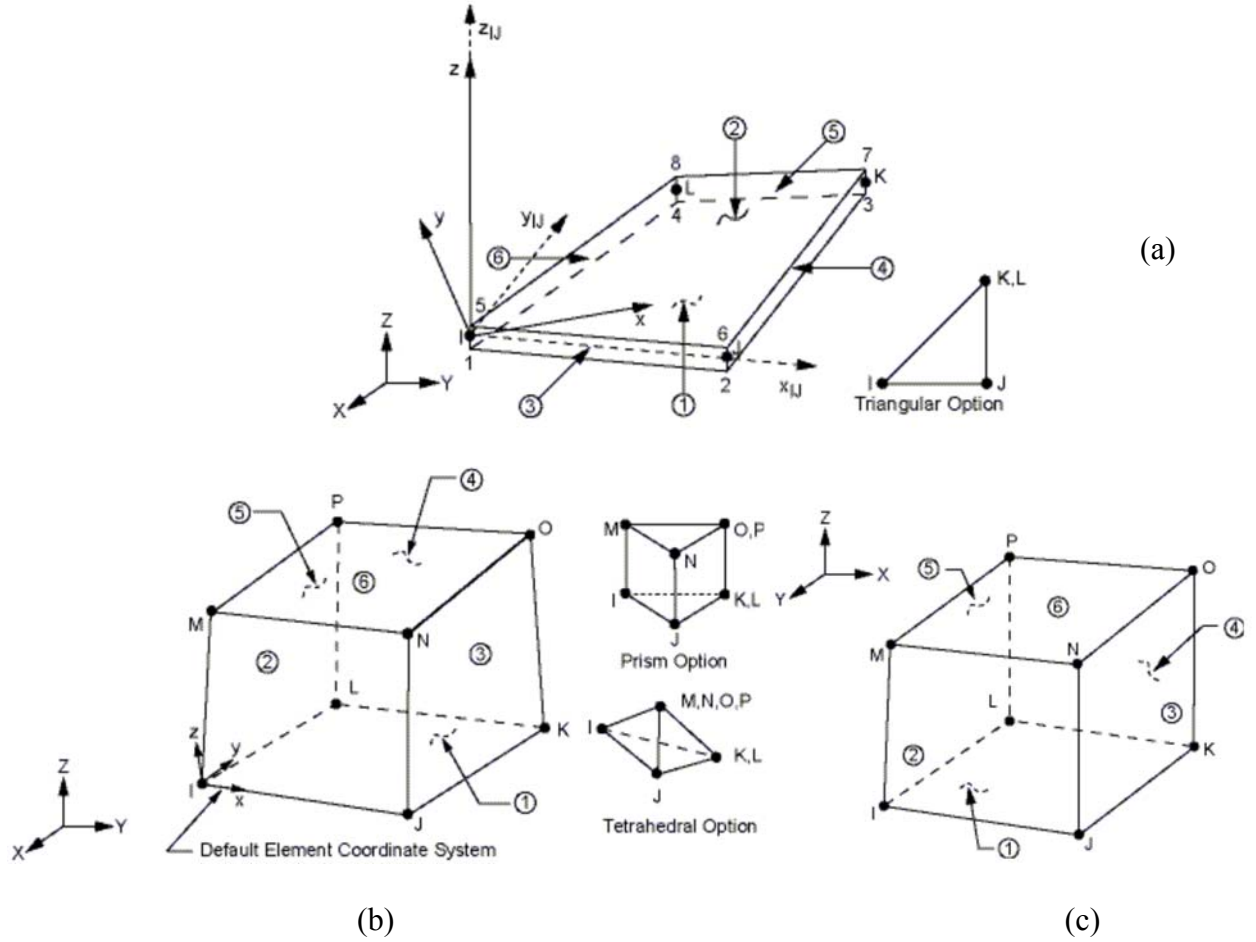 z_IJ
z
② ⑤
8 7
L K
4 3
y y_IJ
(a)
⑥ ④
K,L
5
I x 6
J
1
Z
Y
X
③ ① 2
x_IJ
I J
Triangular Option
④
P
⑤ O
⑥
M N
② ③
L
K
z y
I x
①
J
Z
Y
X
Default Element Coordinate System
M O,P
N
I K,L
J
Prism Option
M,N,O,P
I
K,L
J
Tetrahedral Option
Z
X
Y
P
⑤ O
⑥
④
M N
L
③
② K
I
① J
(b) (c)